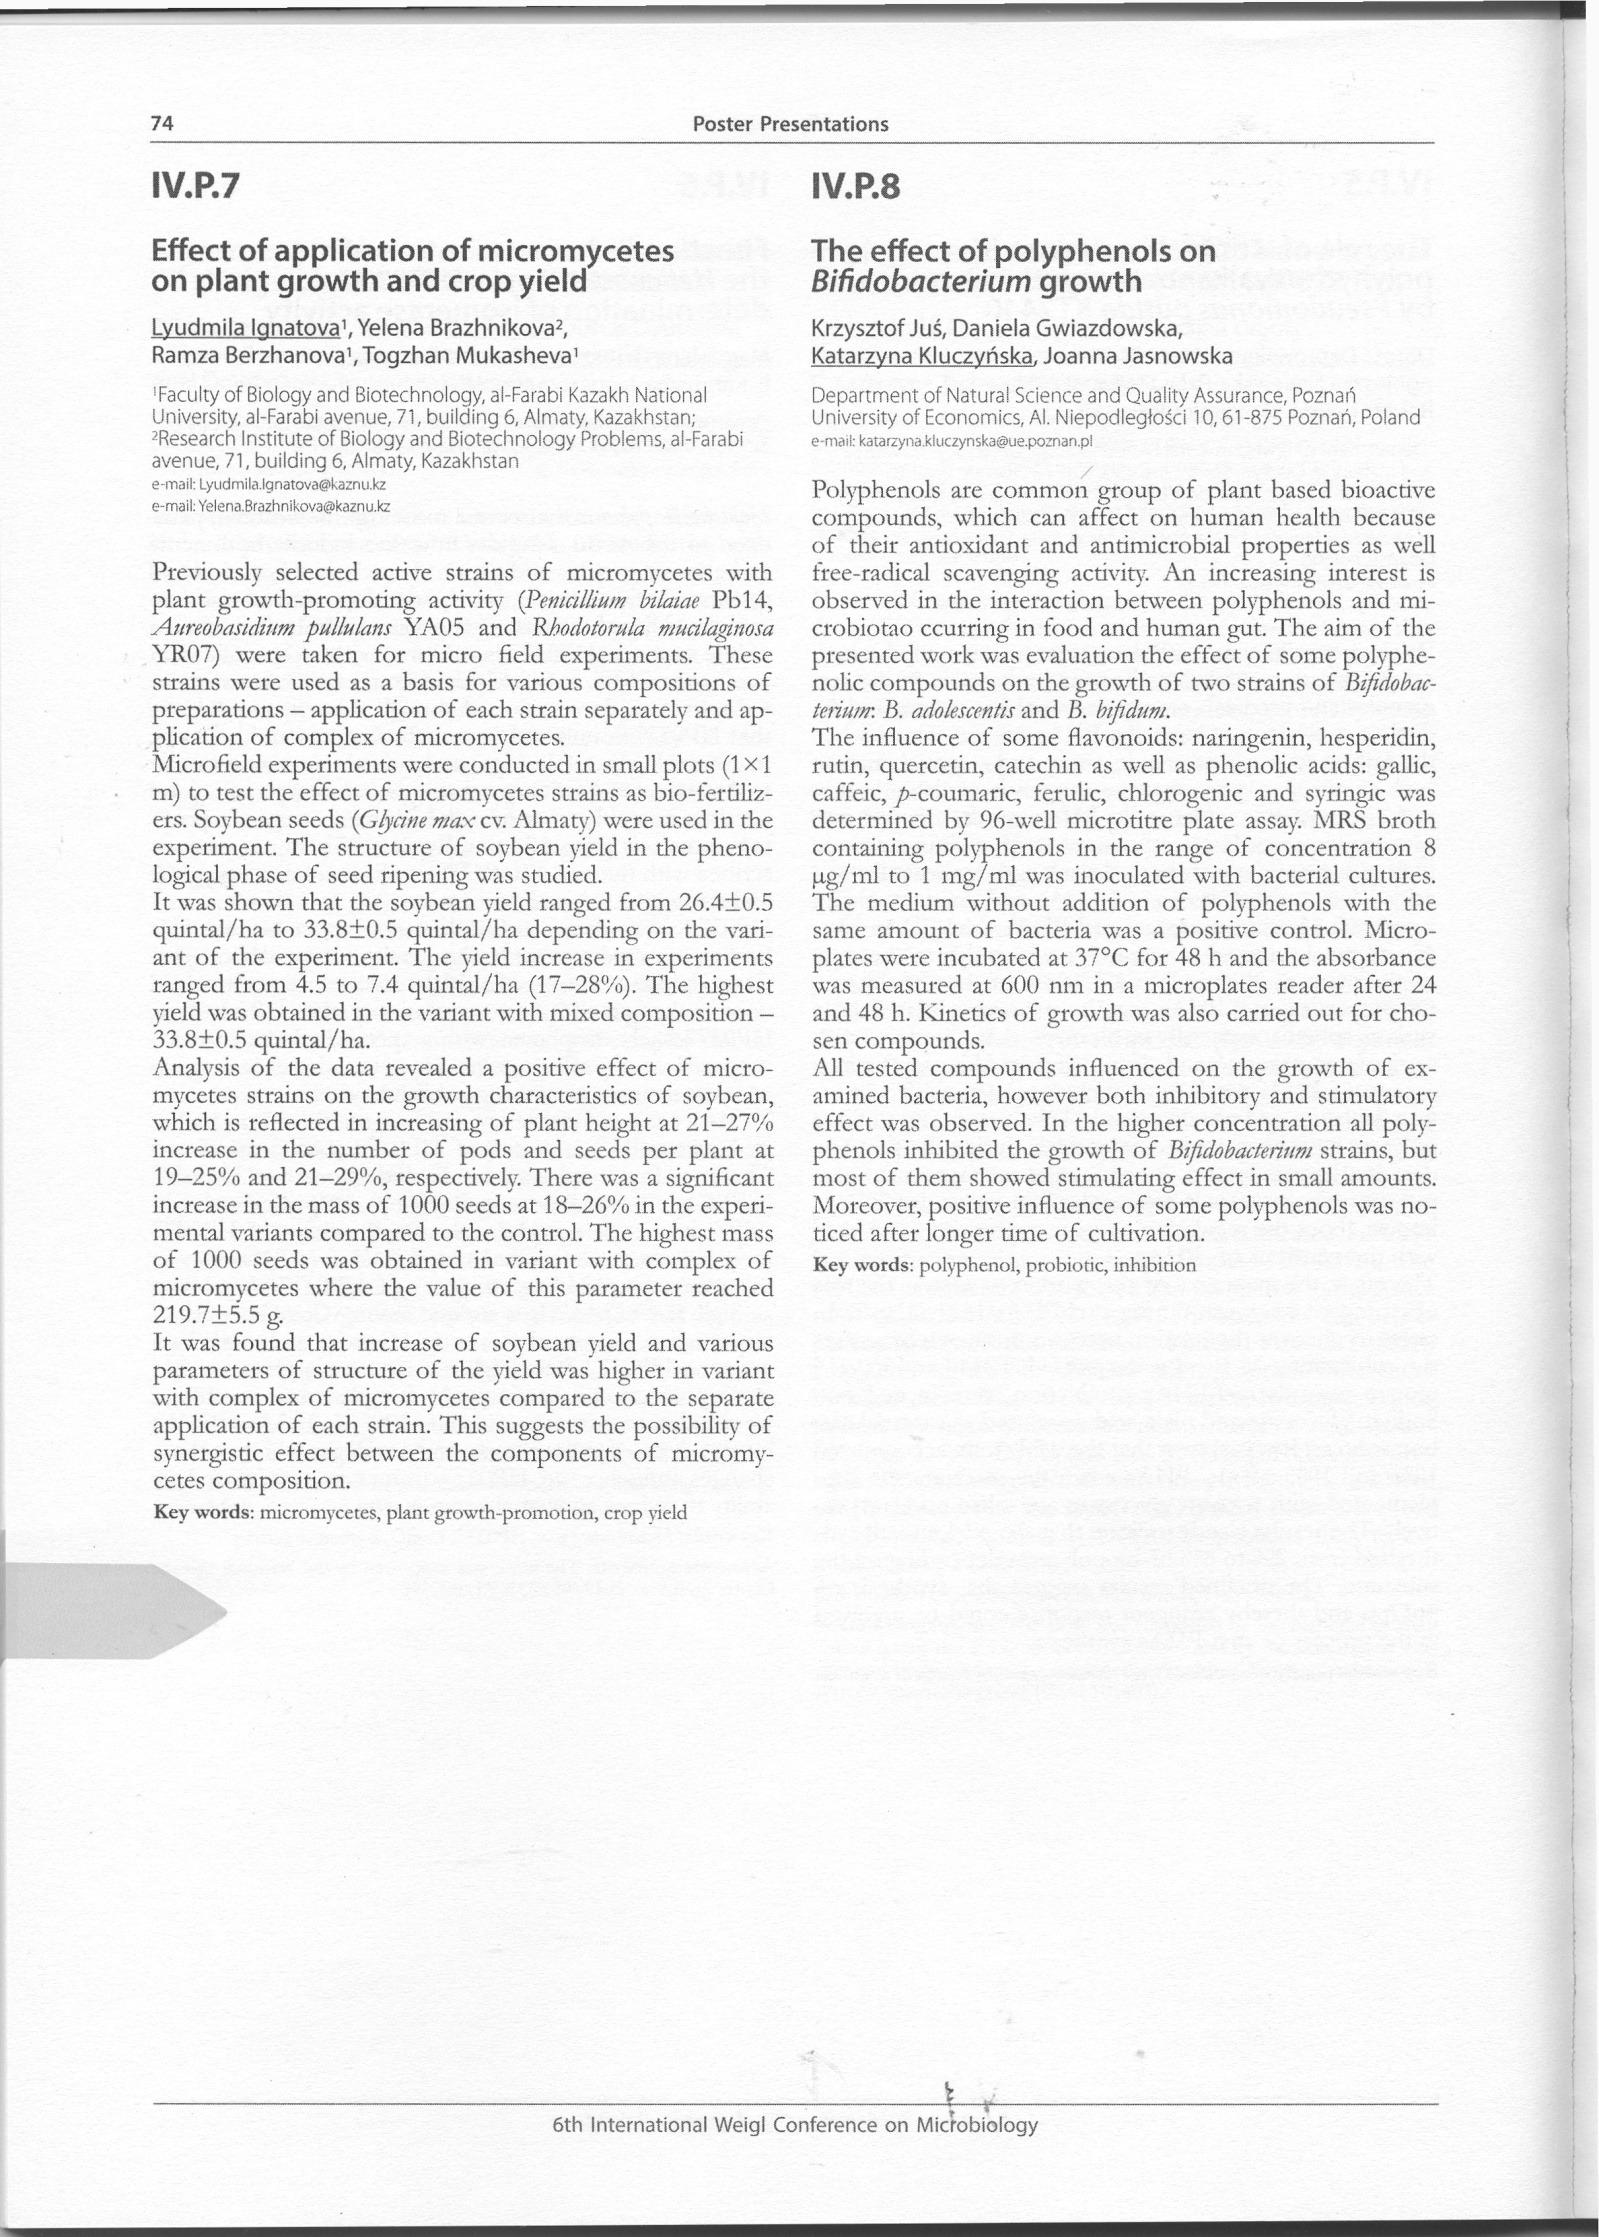 74
Poster Presentations
IV.P.7
Effect of application of micromycetes
on plant growth and crop yield
Lyudmila Ignatova¹, Yelena Brazhnikova²,
Ramza Berzhanova¹, Togzhan Mukasheva¹
¹Faculty of Biology and Biotechnology, al-Farabi Kazakh National
University, al-Farabi avenue, 71, building 6, Almaty, Kazakhstan;
²Research Institute of Biology and Biotechnology Problems, al-Farabi
avenue, 71, building 6, Almaty, Kazakhstan
e-mail: Lyudmila.Ignatova@kaznu.kz
e-mail: Yelena.Brazhnikova@kaznu.kz
Previously selected active strains of micromycetes with
plant growth-promoting activity (Penicillium bilaiae Pb14,
Aureobasidium pullulans YA05 and Rhodotorula mucilaginosa
YR07) were taken for micro field experiments. These
strains were used as a basis for various compositions of
preparations – application of each strain separately and ap-
plication of complex of micromycetes.
Microfield experiments were conducted in small plots (1×1
m) to test the effect of micromycetes strains as bio-fertiliz-
ers. Soybean seeds (Glycine max cv. Almaty) were used in the
experiment. The structure of soybean yield in the pheno-
logical phase of seed ripening was studied.
It was shown that the soybean yield ranged from 26.4±0.5
quintal/ha to 33.8±0.5 quintal/ha depending on the vari-
ant of the experiment. The yield increase in experiments
ranged from 4.5 to 7.4 quintal/ha (17–28%). The highest
yield was obtained in the variant with mixed composition –
33.8±0.5 quintal/ha.
Analysis of the data revealed a positive effect of micro-
mycetes strains on the growth characteristics of soybean,
which is reflected in increasing of plant height at 21–27%
increase in the number of pods and seeds per plant at
19–25% and 21–29%, respectively. There was a significant
increase in the mass of 1000 seeds at 18–26% in the experi-
mental variants compared to the control. The highest mass
of 1000 seeds was obtained in variant with complex of
micromycetes where the value of this parameter reached
219.7±5.5 g.
It was found that increase of soybean yield and various
parameters of structure of the yield was higher in variant
with complex of micromycetes compared to the separate
application of each strain. This suggests the possibility of
synergistic effect between the components of micromy-
cetes composition.
Key words: micromycetes, plant growth-promotion, crop yield
IV.P.8
The effect of polyphenols on
Bifidobacterium growth
Krzysztof Juś, Daniela Gwiazdowska,
Katarzyna Kluczyńska, Joanna Jasnowska
Department of Natural Science and Quality Assurance, Poznań
University of Economics, Al. Niepodległości 10, 61-875 Poznań, Poland
e-mail: katarzyna.kluczynska@ue.poznan.pl
Polyphenols are common group of plant based bioactive
compounds, which can affect on human health because
of their antioxidant and antimicrobial properties as well
free-radical scavenging activity. An increasing interest is
observed in the interaction between polyphenols and mi-
crobiotao ccurring in food and human gut. The aim of the
presented work was evaluation the effect of some polyphe-
nolic compounds on the growth of two strains of Bifidobac-
terium: B. adolescentis and B. bifidum.
The influence of some flavonoids: naringenin, hesperidin,
rutin, quercetin, catechin as well as phenolic acids: gallic,
caffeic, p-coumaric, ferulic, chlorogenic and syringic was
determined by 96-well microtitre plate assay. MRS broth
containing polyphenols in the range of concentration 8
µg/ml to 1 mg/ml was inoculated with bacterial cultures.
The medium without addition of polyphenols with the
same amount of bacteria was a positive control. Micro-
plates were incubated at 37°C for 48 h and the absorbance
was measured at 600 nm in a microplates reader after 24
and 48 h. Kinetics of growth was also carried out for cho-
sen compounds.
All tested compounds influenced on the growth of ex-
amined bacteria, however both inhibitory and stimulatory
effect was observed. In the higher concentration all poly-
phenols inhibited the growth of Bifidobacterium strains, but
most of them showed stimulating effect in small amounts.
Moreover, positive influence of some polyphenols was no-
ticed after longer time of cultivation.
Key words: polyphenol, probiotic, inhibition
6th International Weigl Conference on Microbiology